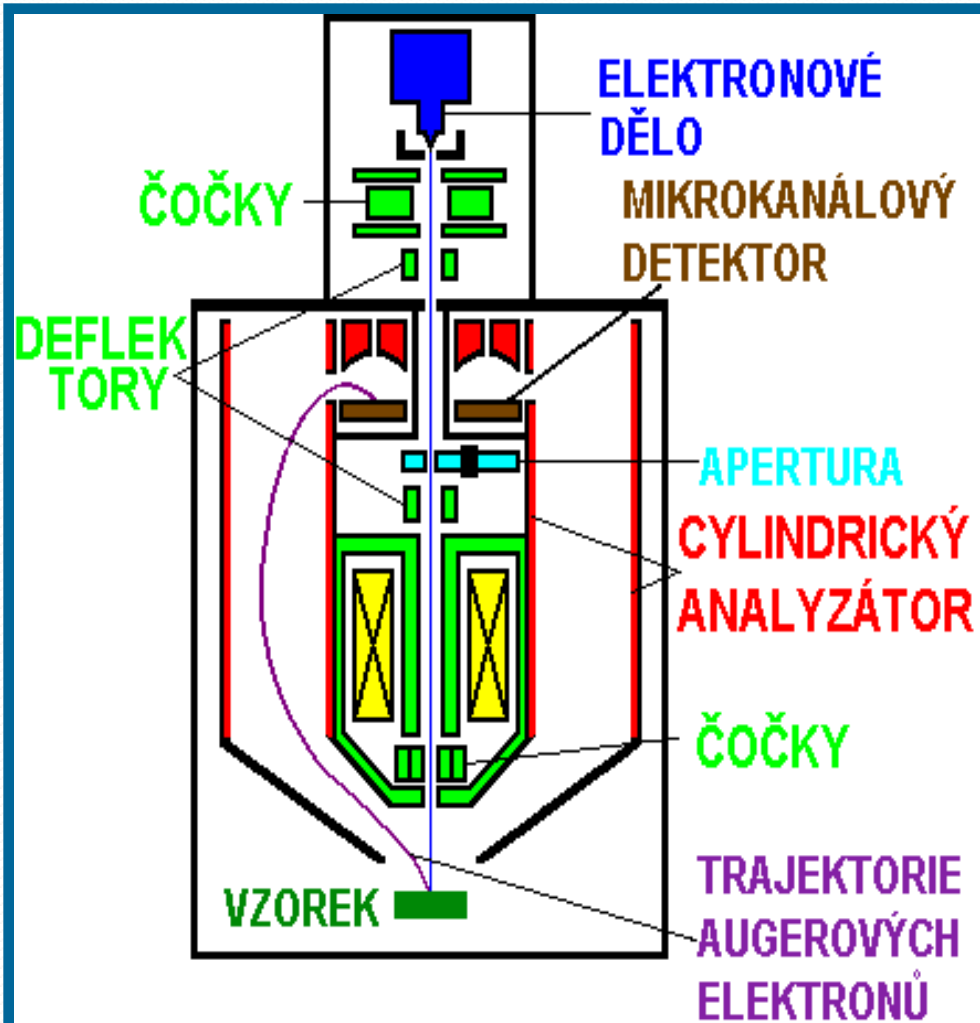 ELEKTRONOVÉ
DĚLO
ČOČKY
MIKROKANÁLOVÝ
DETEKTOR
DEFLEK
TORY
APERTURA
CYLINDRICKÝ
ANALYZÁTOR
ČOČKY
VZOREK
TRAJEKTORIE
AUGEROVÝCH
ELEKTRONŮ